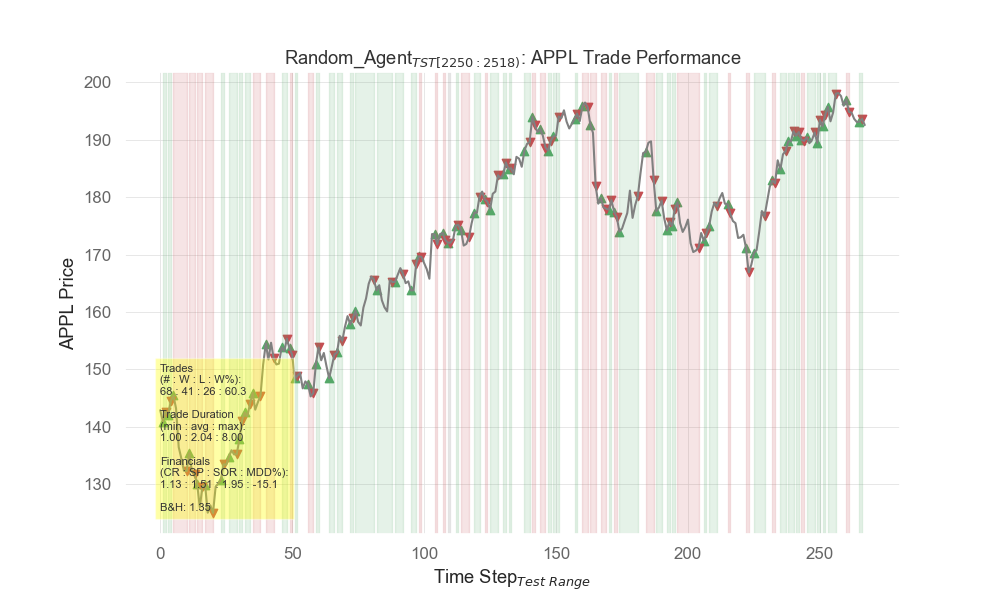 Random_Agent TST[2250 : 2518) : APPL Trade Performance
200
190
180
170
160
150
140
130
APPL Price
Trades
(# : W : L : W%):
68 : 41 : 26 : 60.3
Trade Duration
(min : avg : max):
1.00 : 2.04 : 8.00
Financials
(CR : SP : SOR : MDD%):
1.13 : 1.51 : 1.95 : -15.1
B&H: 1.35
0 50 100 150 200 250
Time Step Test Range